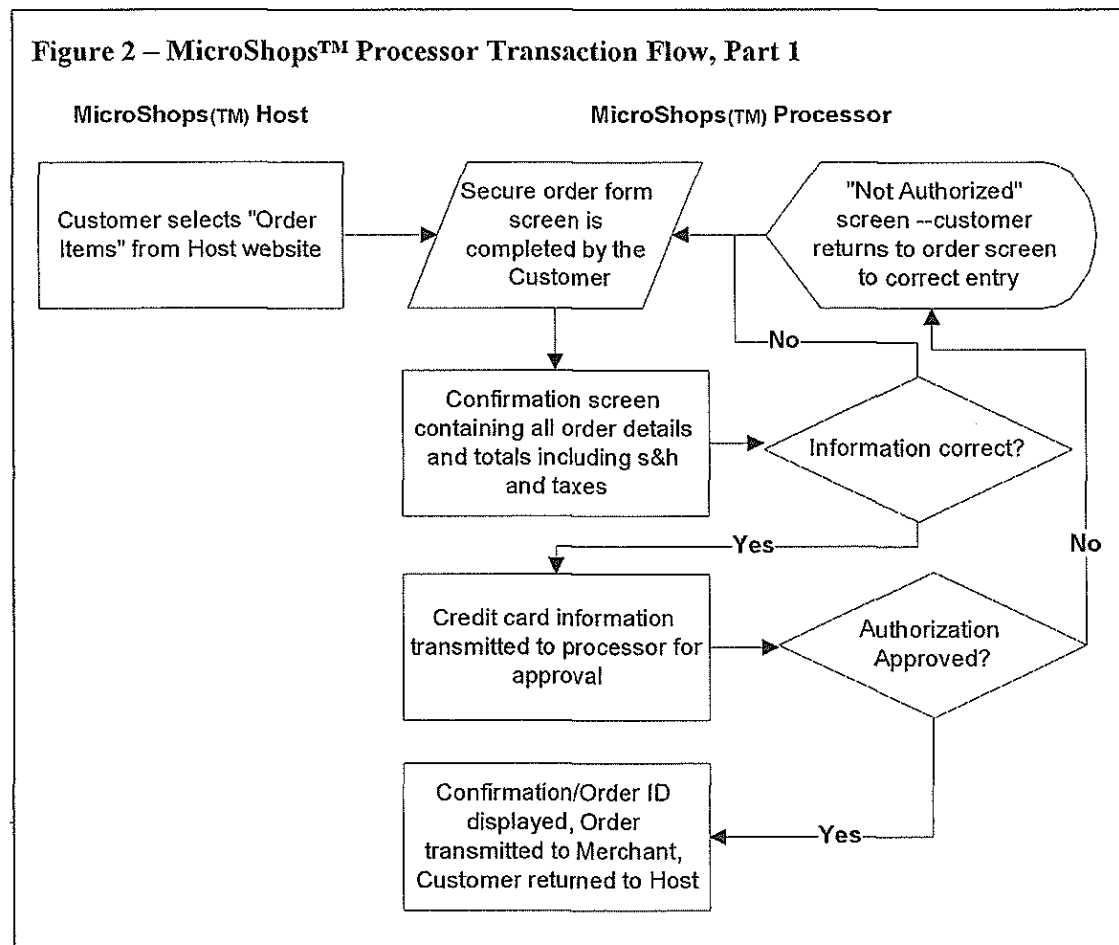 Figure 2 – MicroShops™ Processor Transaction Flow, Part 1
MicroShops(TM) Host
MicroShops(TM) Processor
Customer selects "Order
Items" from Host website
Secure order form
screen is
completed by the
Customer
"Not Authorized"
screen --customer
returns to order screen
to correct entry
No
Confirmation screen
containing all order details
and totals including s&h
and taxes
Information correct?
Yes
No
Credit card information
transmitted to processor for
approval
Authorization
Approved?
Confirmation/Order ID
displayed, Order
transmitted to Merchant,
Customer returned to Host
Yes